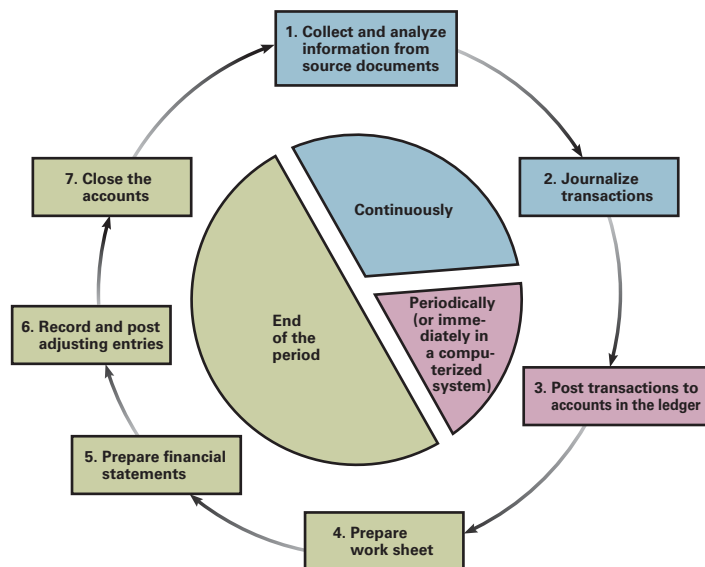 1. Collect and analyze
information from
source documents
2. Journalize
transactions
3. Post transactions to
accounts in the ledger
4. Prepare
work sheet
5. Prepare financial
statements
6. Record and post
adjusting entries
7. Close the
accounts
Continuously
Periodically
(or imme-
diately in
a compu-
terized
system)
End
of the
period